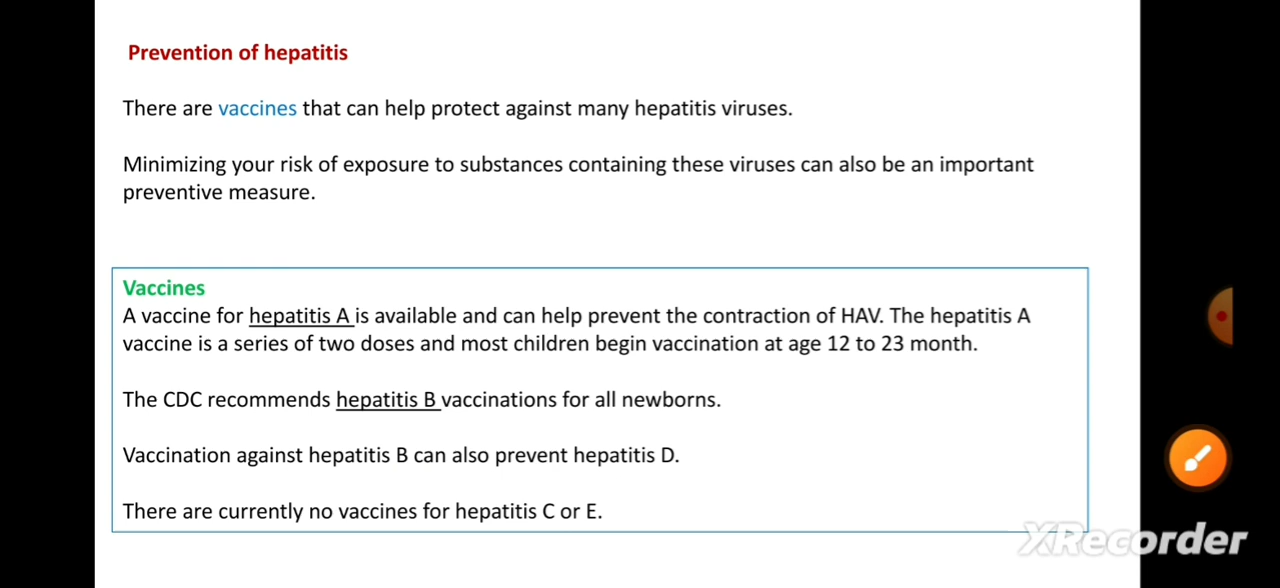 Prevention of hepatitis
There are vaccines that can help protect against many hepatitis viruses.
Minimizing your risk of exposure to substances containing these viruses can also be an important
preventive measure.
Vaccines
A vaccine for hepatitis A is available and can help prevent the contraction of HAV. The hepatitis A
vaccine is a series of two doses and most children begin vaccination at age 12 to 23 month.
The CDC recommends hepatitis B vaccinations for all newborns.
Vaccination against hepatitis B can also prevent hepatitis D.
There are currently no vaccines for hepatitis C or E.
XRecorder